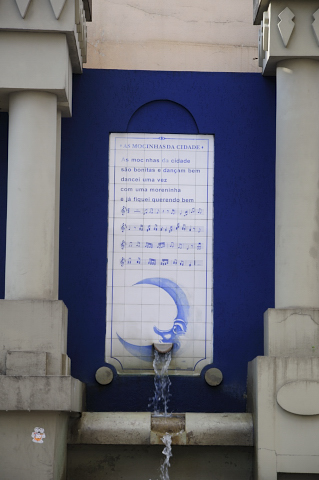 • AS MOCINHAS DA CIDADE •
As mocinhas da cidade
são bonitas e dançam bem
dancei uma vez
com uma moreninha
e já fiquei querendo bem